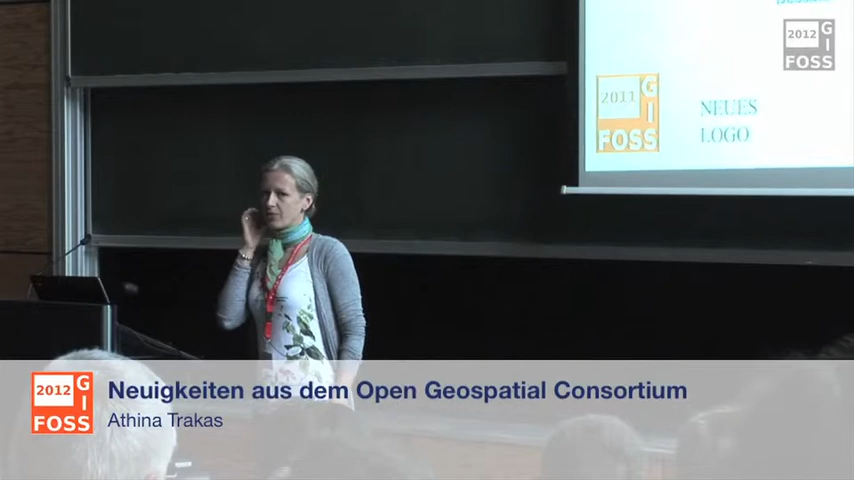 2012 G
I
FOSS
2011 G
I
FOSS
NEUES
LOGO
2012 G
I
FOSS
Neuigkeiten aus dem Open Geospatial Consortium
Athina Trakas